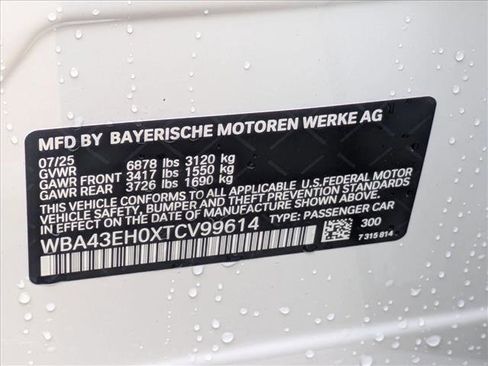 MFD BY BAYERISCHE MOTOREN WERKE AG
07/25
GVWR 6878 lbs 3120 kg
GAWR FRONT 3417 lbs 1550 kg
GAWR REAR 3726 lbs 1690 kg
THIS VEHICLE CONFORMS TO ALL APPLICABLE U.S.FEDERAL MOTOR
VEHICLE SAFETY, BUMPER, AND THEFT PREVENTION STANDARDS
IN EFFECT ON THE DATE OF MANUFACTURE SHOWN ABOVE.
WBA43EH0XTCV99614 TYPE: PASSENGER CAR
300
7 315 814